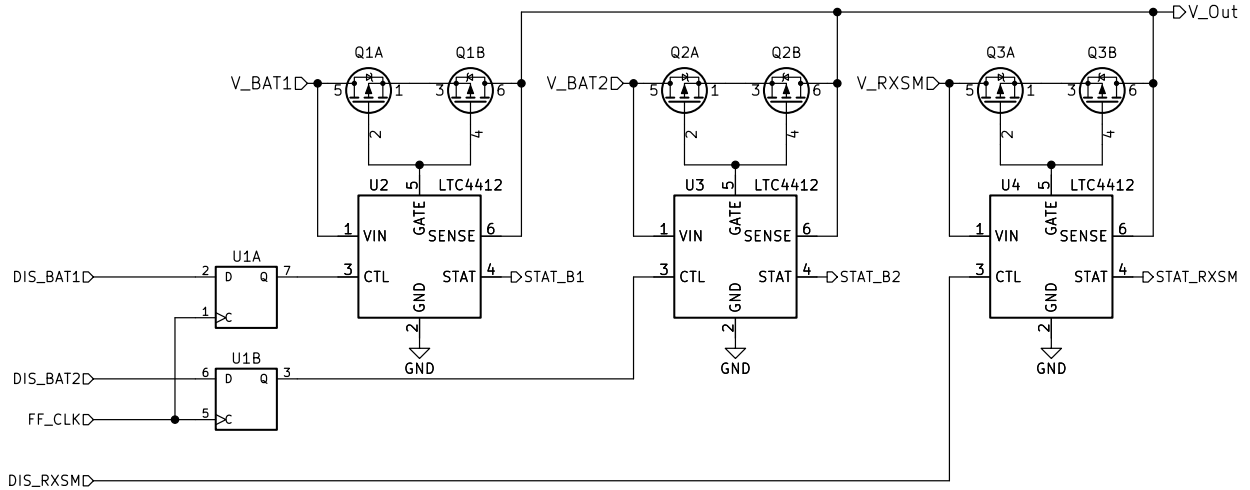 V_Out
Q1A Q1B Q2A Q2B Q3A Q3B
V_BAT1 5 1 3 6 V_BAT2 5 1 3 6 V_RXSM 5 1 3 6
2 4 2 4 2 4
U2 5 LTC4412 U3 5 LTC4412 U4 5 LTC4412
GATE GATE GATE
1 VIN SENSE 6 1 VIN SENSE 6 1 VIN SENSE 6
U1A
DIS_BAT1 2 D Q 7 3 CTL STAT 4 STAT_B1 3 CTL STAT 4 STAT_B2 3 CTL STAT 4 STAT_RXSM
GND GND GND
1 C
2 2 2
U1B GND GND GND
DIS_BAT2 6 D Q 3
FF_CLK 5 C
DIS_RXSM